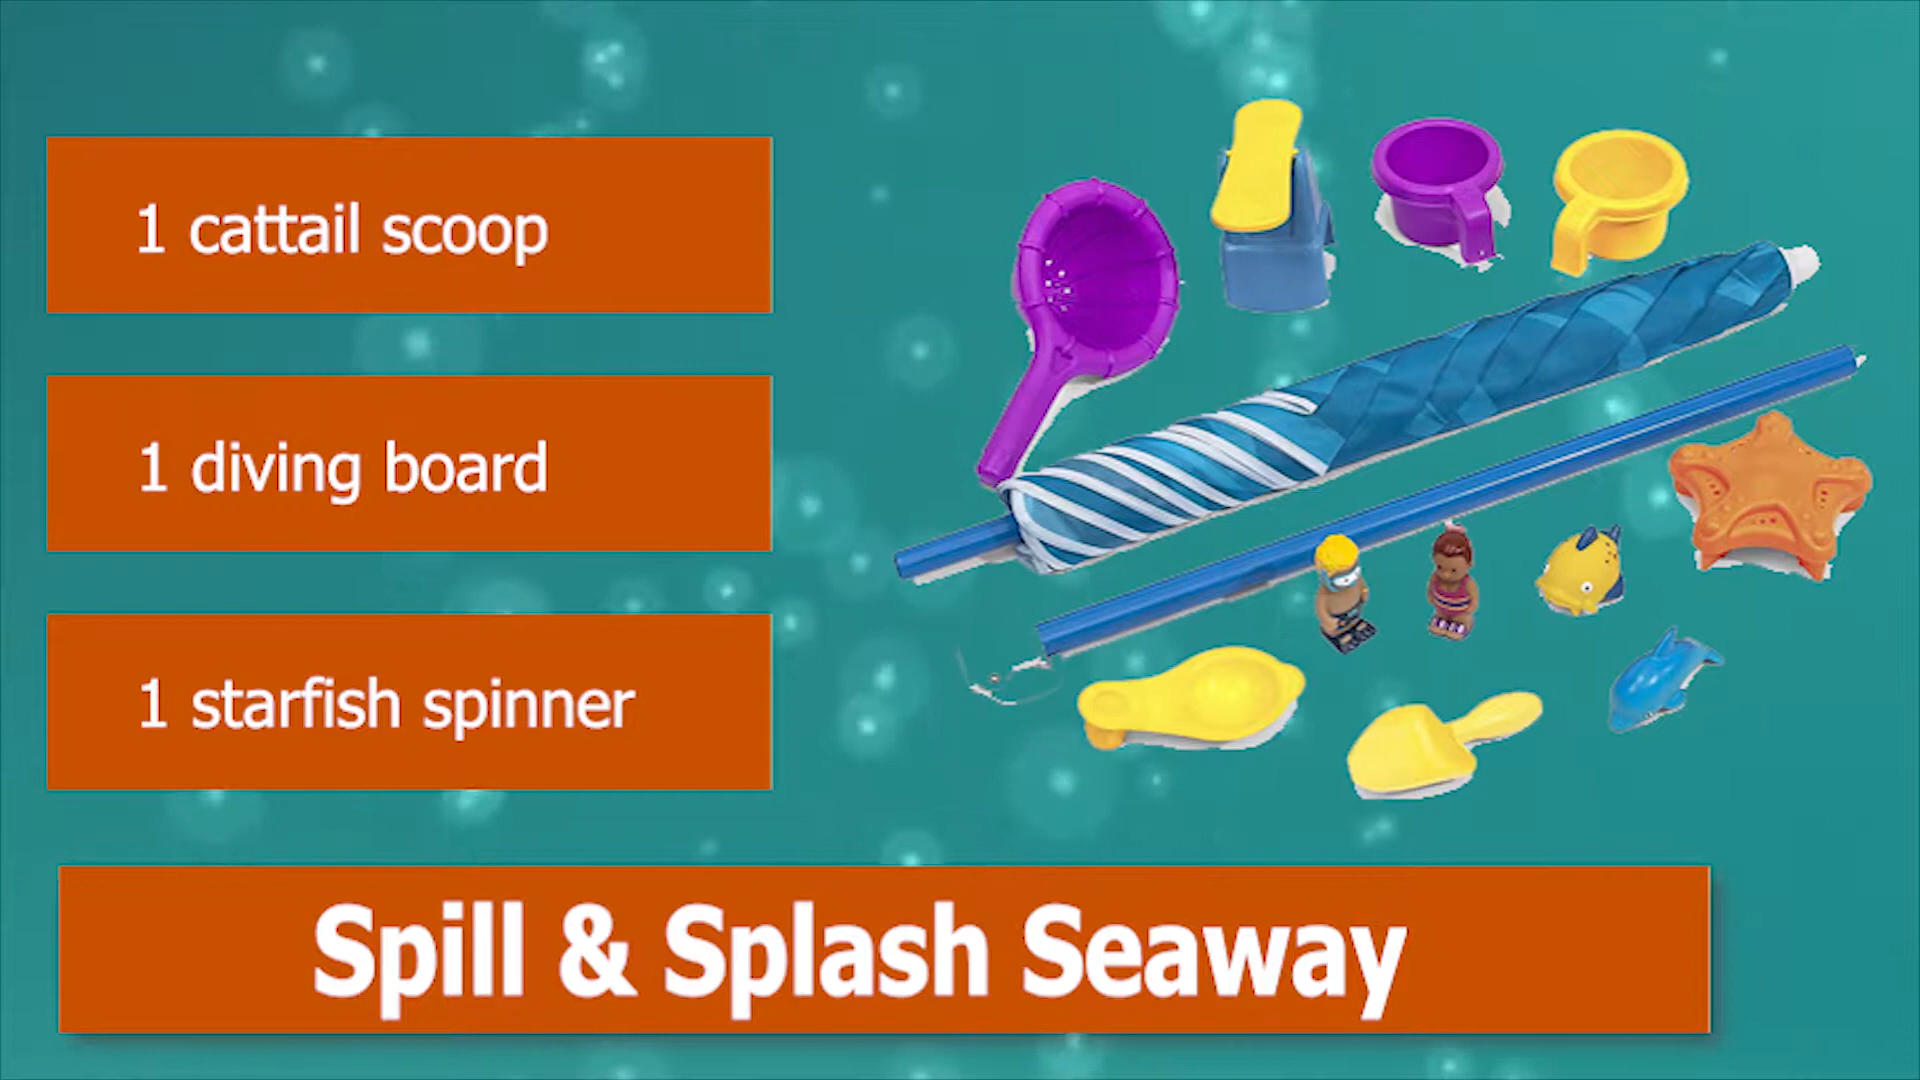 1 cattail scoop
1 diving board
1 starfish spinner
Spill & Splash Seaway